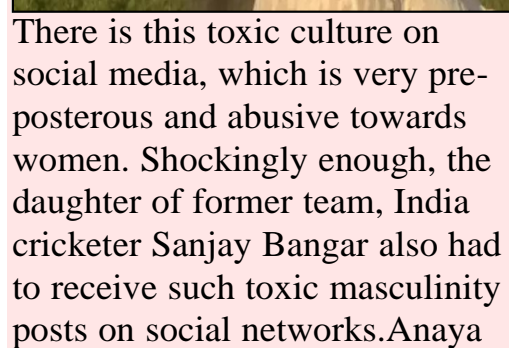 There is this toxic culture on
social media, which is very pre-
posterous and abusive towards
women. Shockingly enough, the
daughter of former team, India
cricketer Sanjay Bangar also had
to receive such toxic masculinity
posts on social networks.Anaya